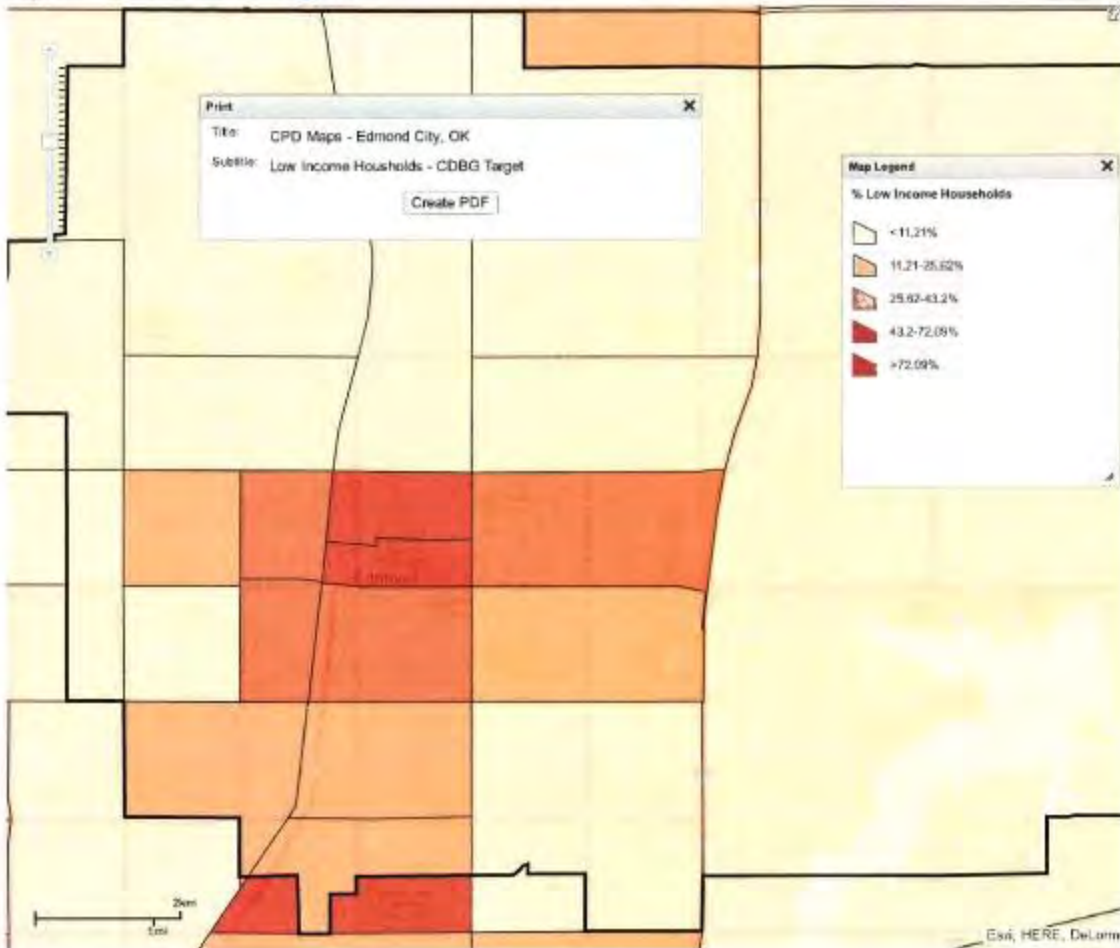 Print
Title: CPD Maps - Edmond City, OK
Subtitle: Low Income Housholds - CDBG Target
Create PDF
Map Legend
% Low Income Households
<11.21%
11.21-25.62%
25.62-43.2%
43.2-72.09%
>72.09%
Edmond
2km
1mi
Esri, HERE, DeLorme